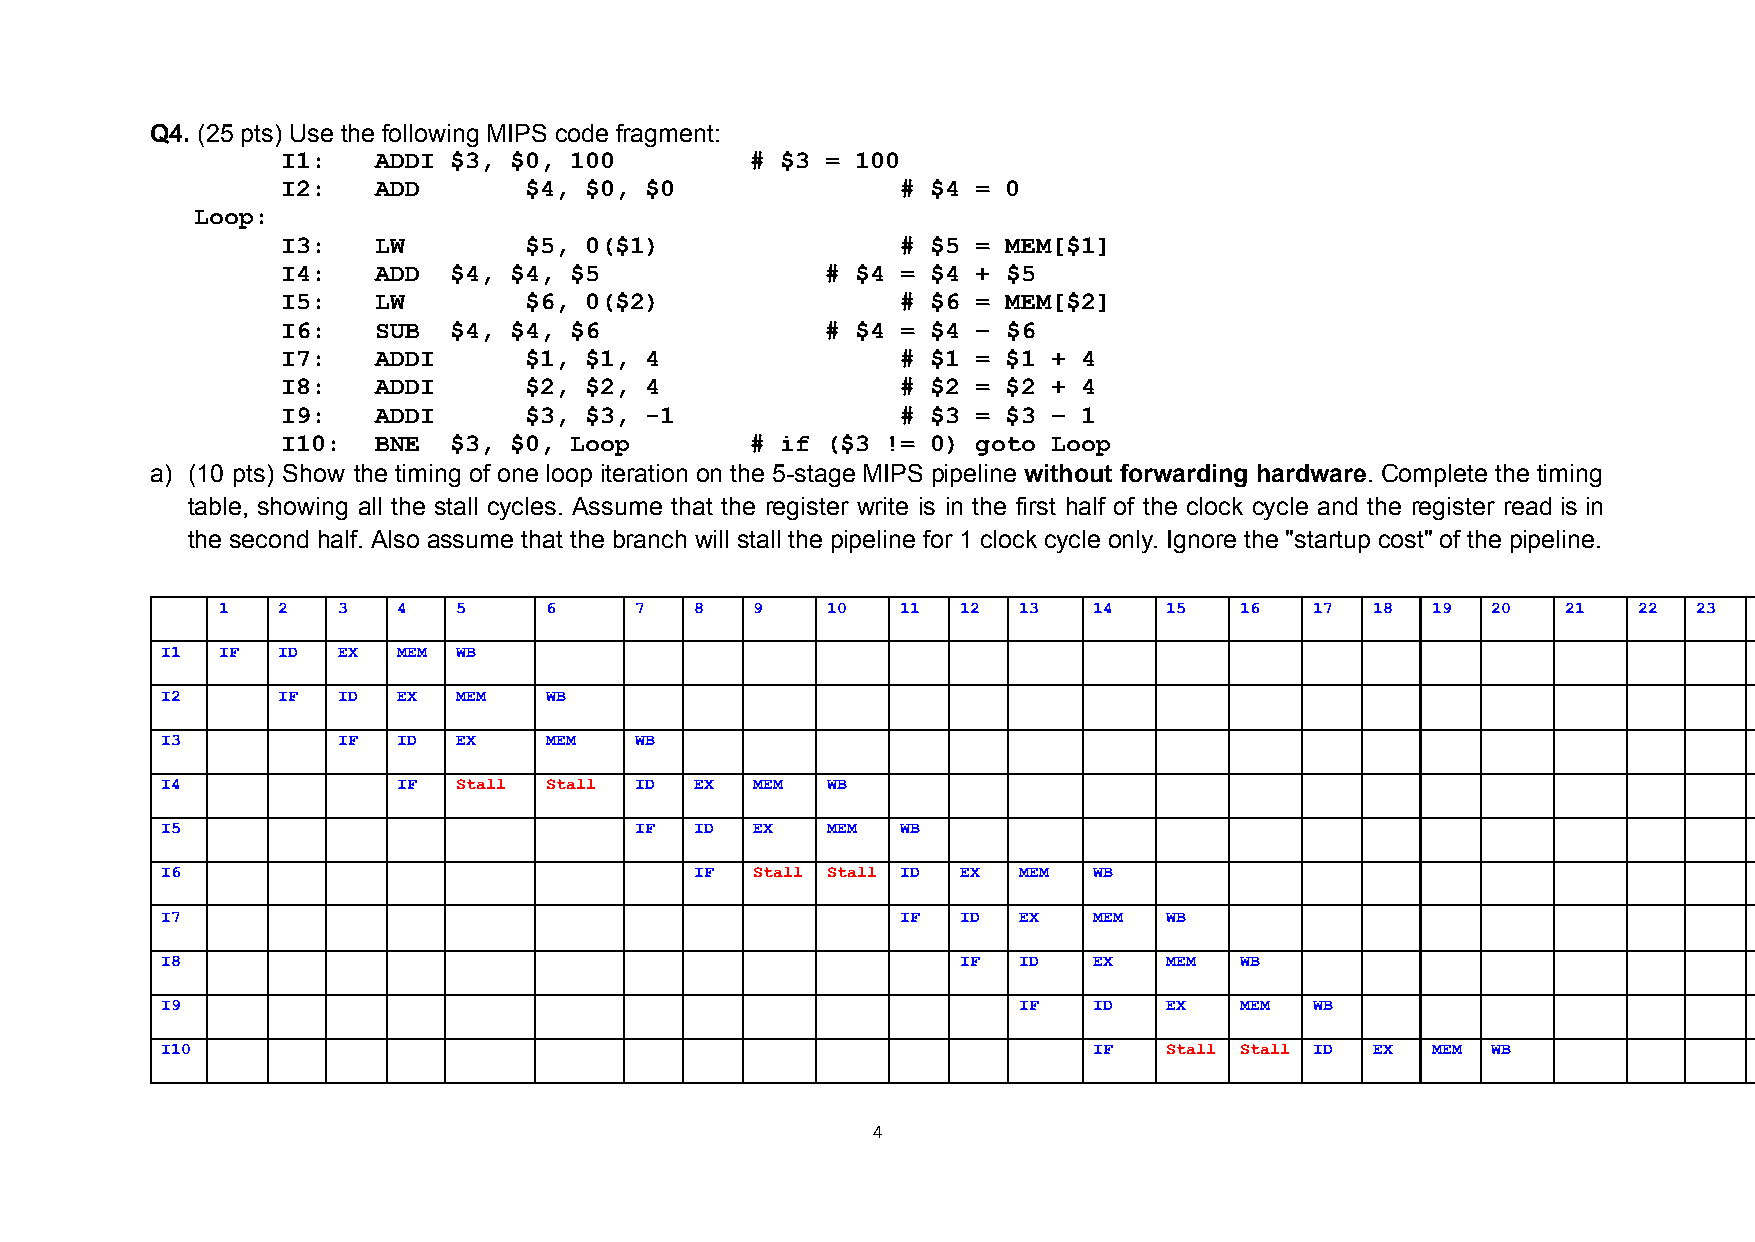 Q4. (25 pts) Use the following MIPS code fragment:
I1: ADDI $3, $0, 100 # $3 = 100
I2: ADD $4, $0, $0 # $4 = 0
Loop:
I3: LW $5, 0($1) # $5 = MEM[$1]
I4: ADD $4, $4, $5 # $4 = $4 + $5
I5: LW $6, 0($2) # $6 = MEM[$2]
I6: SUB $4, $4, $6 # $4 = $4 – $6
I7: ADDI $1, $1, 4 # $1 = $1 + 4
I8: ADDI $2, $2, 4 # $2 = $2 + 4
I9: ADDI $3, $3, –1 # $3 = $3 – 1
I10: BNE $3, $0, Loop # if ($3 != 0) goto Loop
a) (10 pts) Show the timing of one loop iteration on the 5-stage MIPS pipeline without forwarding hardware. Complete the timing
table, showing all the stall cycles. Assume that the register write is in the first half of the clock cycle and the register read is in
the second half. Also assume that the branch will stall the pipeline for 1 clock cycle only. Ignore the "startup cost" of the pipeline.
1 2 3 4 5 6 7 8 9 10 11 12 13 14 15 16 17 18 19 20 21 22 23
I1 IF ID EX MEM WB
I2 IF ID EX MEM WB
I3 IF ID EX MEM WB
I4 IF Stall Stall ID EX MEM WB
I5 IF ID EX MEM WB
I6 IF Stall Stall ID EX MEM WB
I7 IF ID EX MEM WB
I8 IF ID EX MEM WB
I9 IF ID EX MEM WB
I10 IF Stall Stall ID EX MEM WB
4